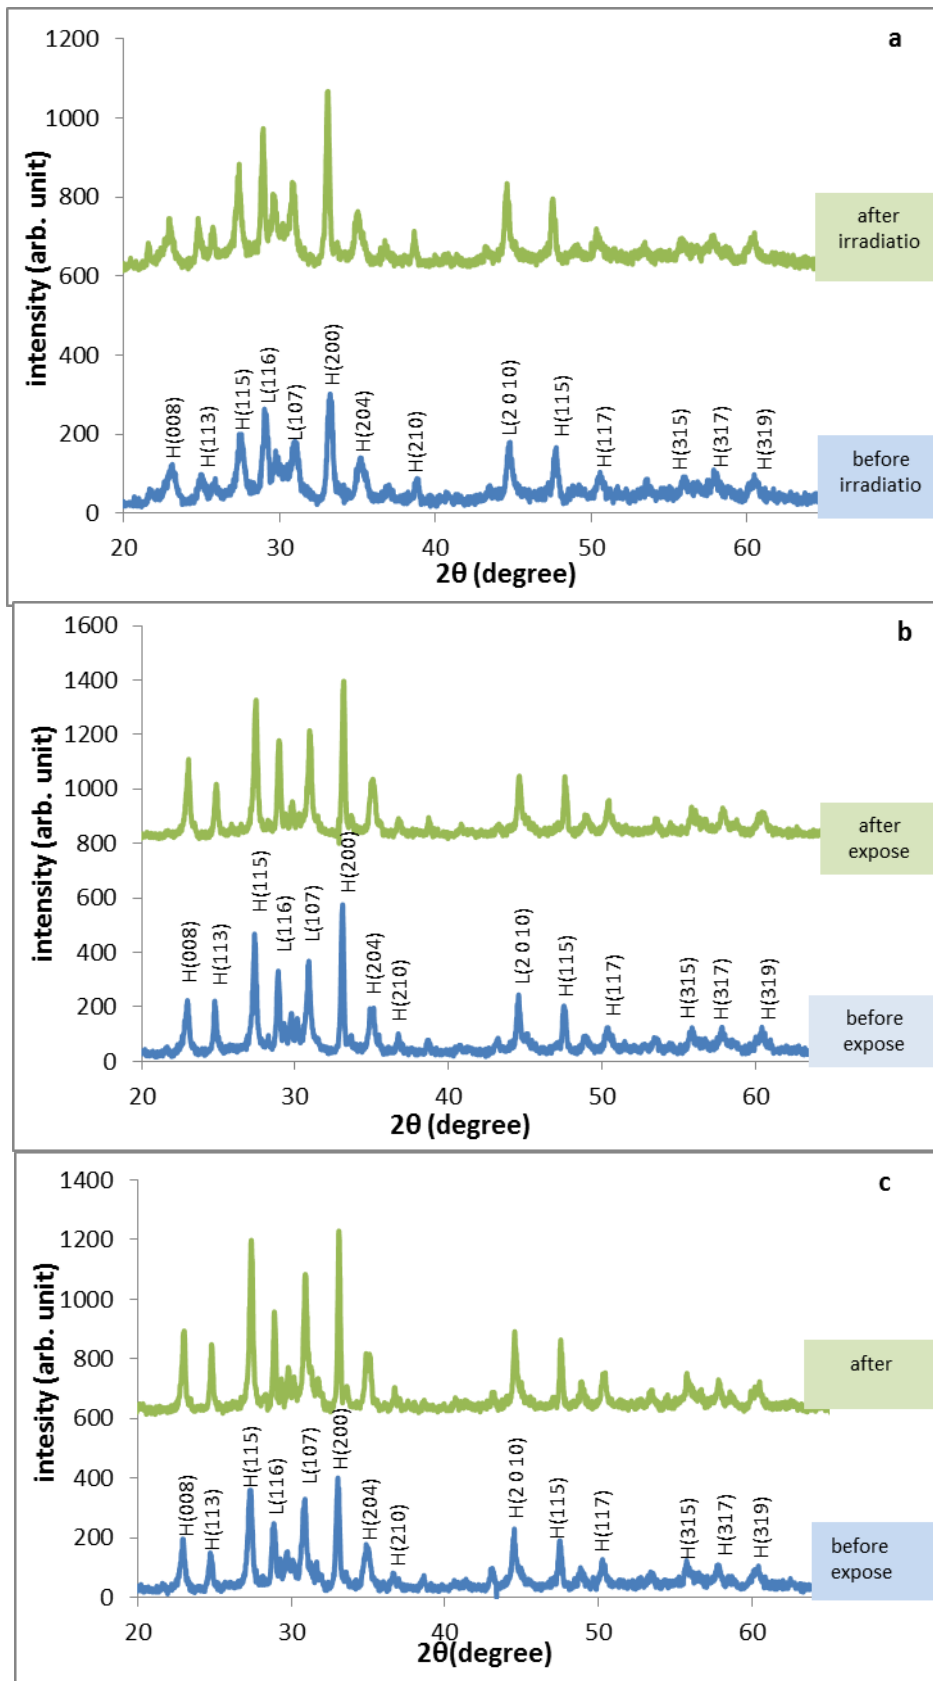 a
1200
1000
800
600
400
200
0
intensity (arb. unit)
after
irradiatio
before
irradiatio
H(008)
H(113)
H(115)
L(116)
L(107)
H(200)
H(204)
H(210)
L(2 0 10)
H(115)
H(117)
H(315)
H(317)
H(319)
20
30
40
50
60
2θ (degree)
b
1600
1400
1200
1000
800
600
400
200
0
intensity (arb. unit)
after
expose
before
expose
H(008)
H(113)
H(115)
L(116)
L(107)
H(200)
H(204)
H(210)
L(2 0 10)
H(115)
H(117)
H(315)
H(317)
H(319)
20
30
40
50
60
2θ (degree)
c
1400
1200
1000
800
600
400
200
0
intesity (arb. unit)
after
before
expose
H(008)
H(113)
H(115)
L(116)
L(107)
H(200)
H(204)
H(210)
H(2 0 10)
H(115)
H(117)
H(315)
H(317)
H(319)
20
30
40
50
60
2θ(degree)